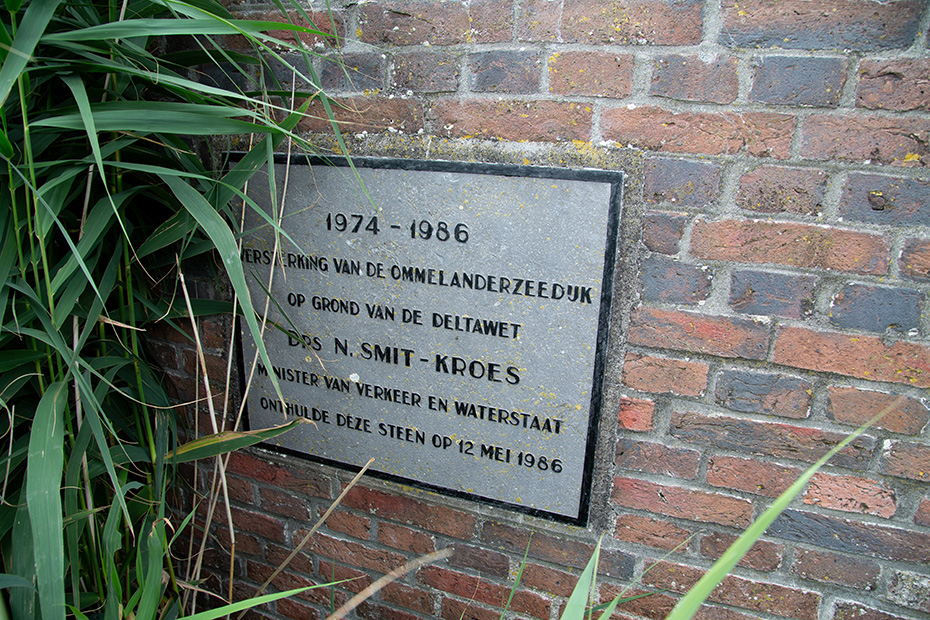 1974 - 1986
VERSTERKING VAN DE OMMELANDERZEEDIJK
OP GROND VAN DE DELTAWET
DRS N. SMIT-KROES
MINISTER VAN VERKEER EN WATERSTAAT
ONTHULDE DEZE STEEN OP 12 MEI 1986